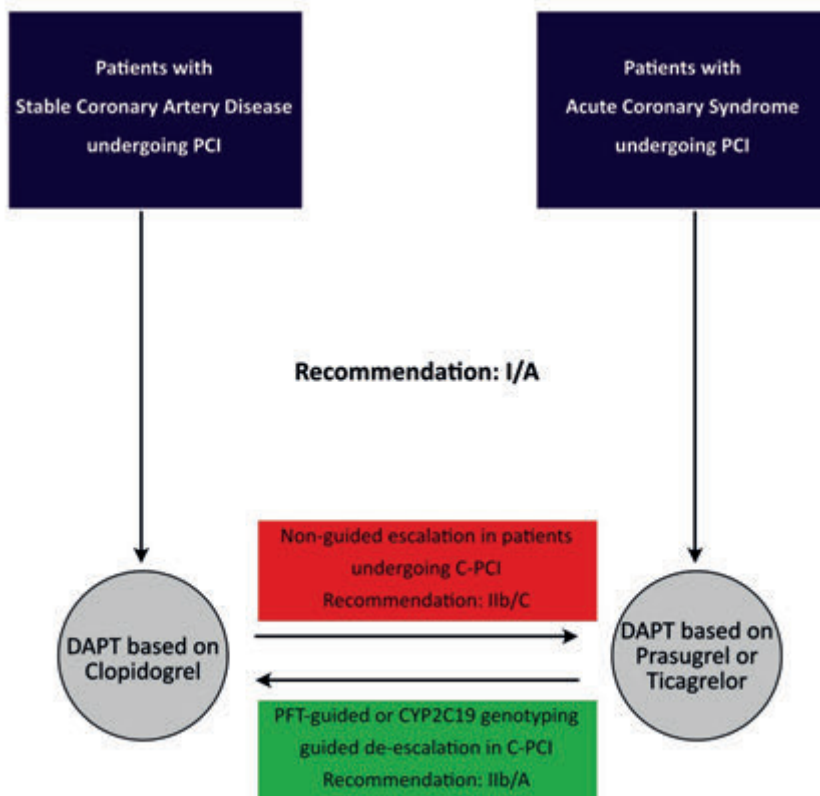 Patients with
Stable Coronary Artery Disease
undergoing PCI
Patients with
Acute Coronary Syndrome
undergoing PCI
Recommendation: I/A
Non-guided escalation in patients
undergoing C-PCI
Recommendation: IIb/C
DAPT based on
Clopidogrel
DAPT based on
Prasugrel or
Ticagrelor
PFT-guided or CYP2C19 genotyping
guided de-escalation in C-PCI
Recommendation: IIb/A